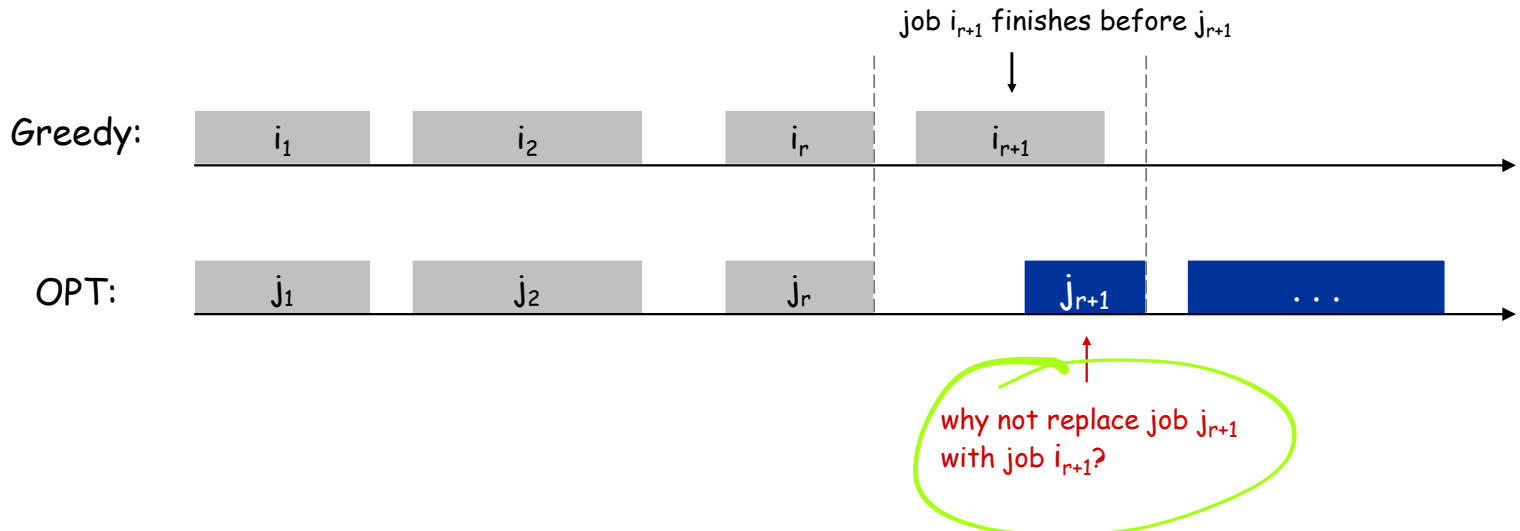 job i_{r+1} finishes before j_{r+1}
Greedy: i_1 i_2 i_r i_{r+1}
OPT: j_1 j_2 j_r j_{r+1} . . .
why not replace job j_{r+1}
with job i_{r+1}?